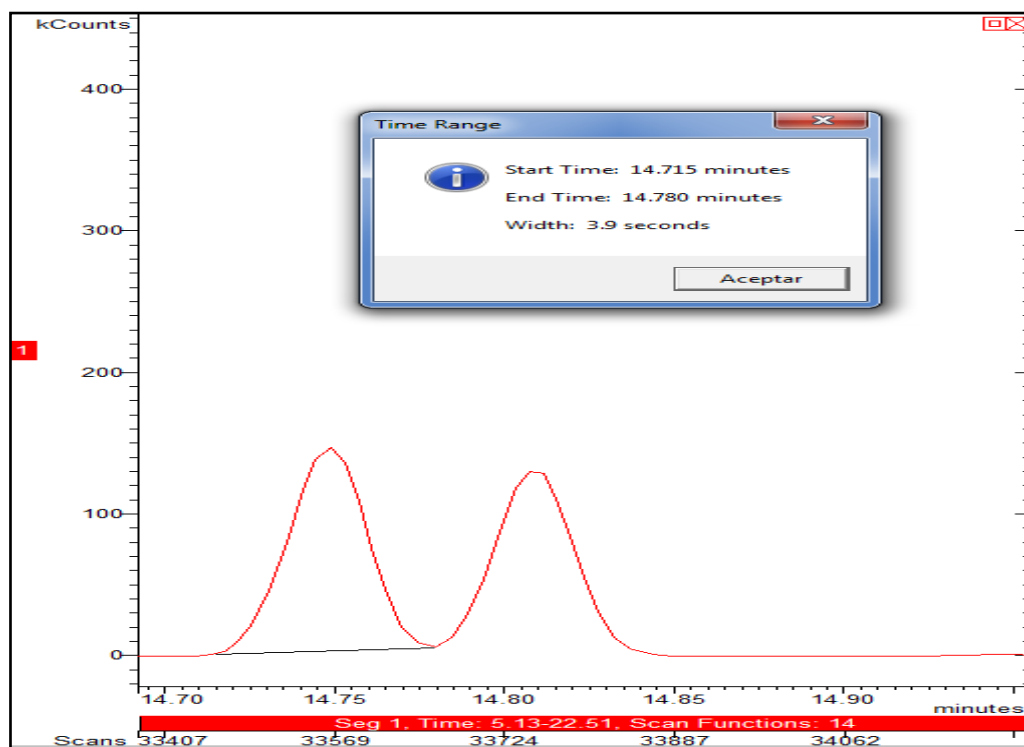 kCounts
400
Time Range
Start Time: 14.715 minutes
End Time: 14.780 minutes
Width: 3.9 seconds
Aceptar
300
1
200
100
0
14.70 14.75 14.80 14.85 14.90 minutes
Seg 1, Time: 5.13-22.51, Scan Functions: 14
Scans 33407 33569 33724 33887 34062